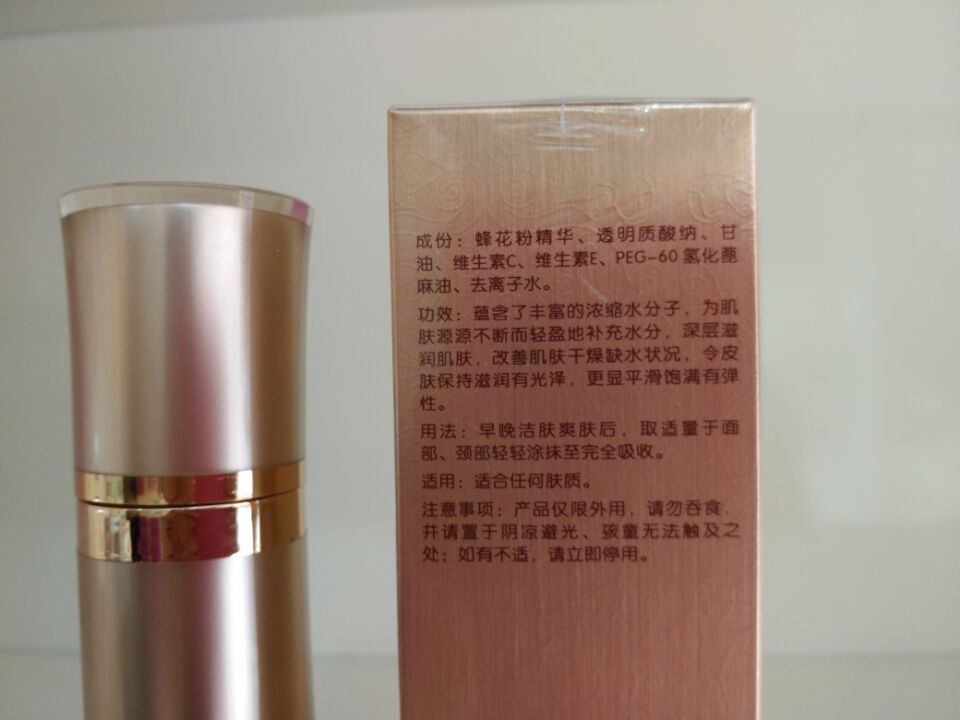 成份：蜂花粉精华、透明质酸纳、甘
油、维生素C、维生素E、PEG-60氢化蓖
麻油、去离子水。
功效：蕴含了丰富的浓缩水分子，为肌
肤源源不断而轻盈地补充水分，深层滋
润肌肤，改善肌肤干燥缺水状况，令皮
肤保持滋润有光泽，更显平滑饱满有弹
性。
用法：早晚洁肤爽肤后，取适量于面
部、颈部轻轻涂抹至完全吸收。
适用：适合任何肤质。
注意事项：产品仅限外用，请勿吞食，
并请置于阴凉避光、孩童无法触及之
处；如有不适，请立即停用。